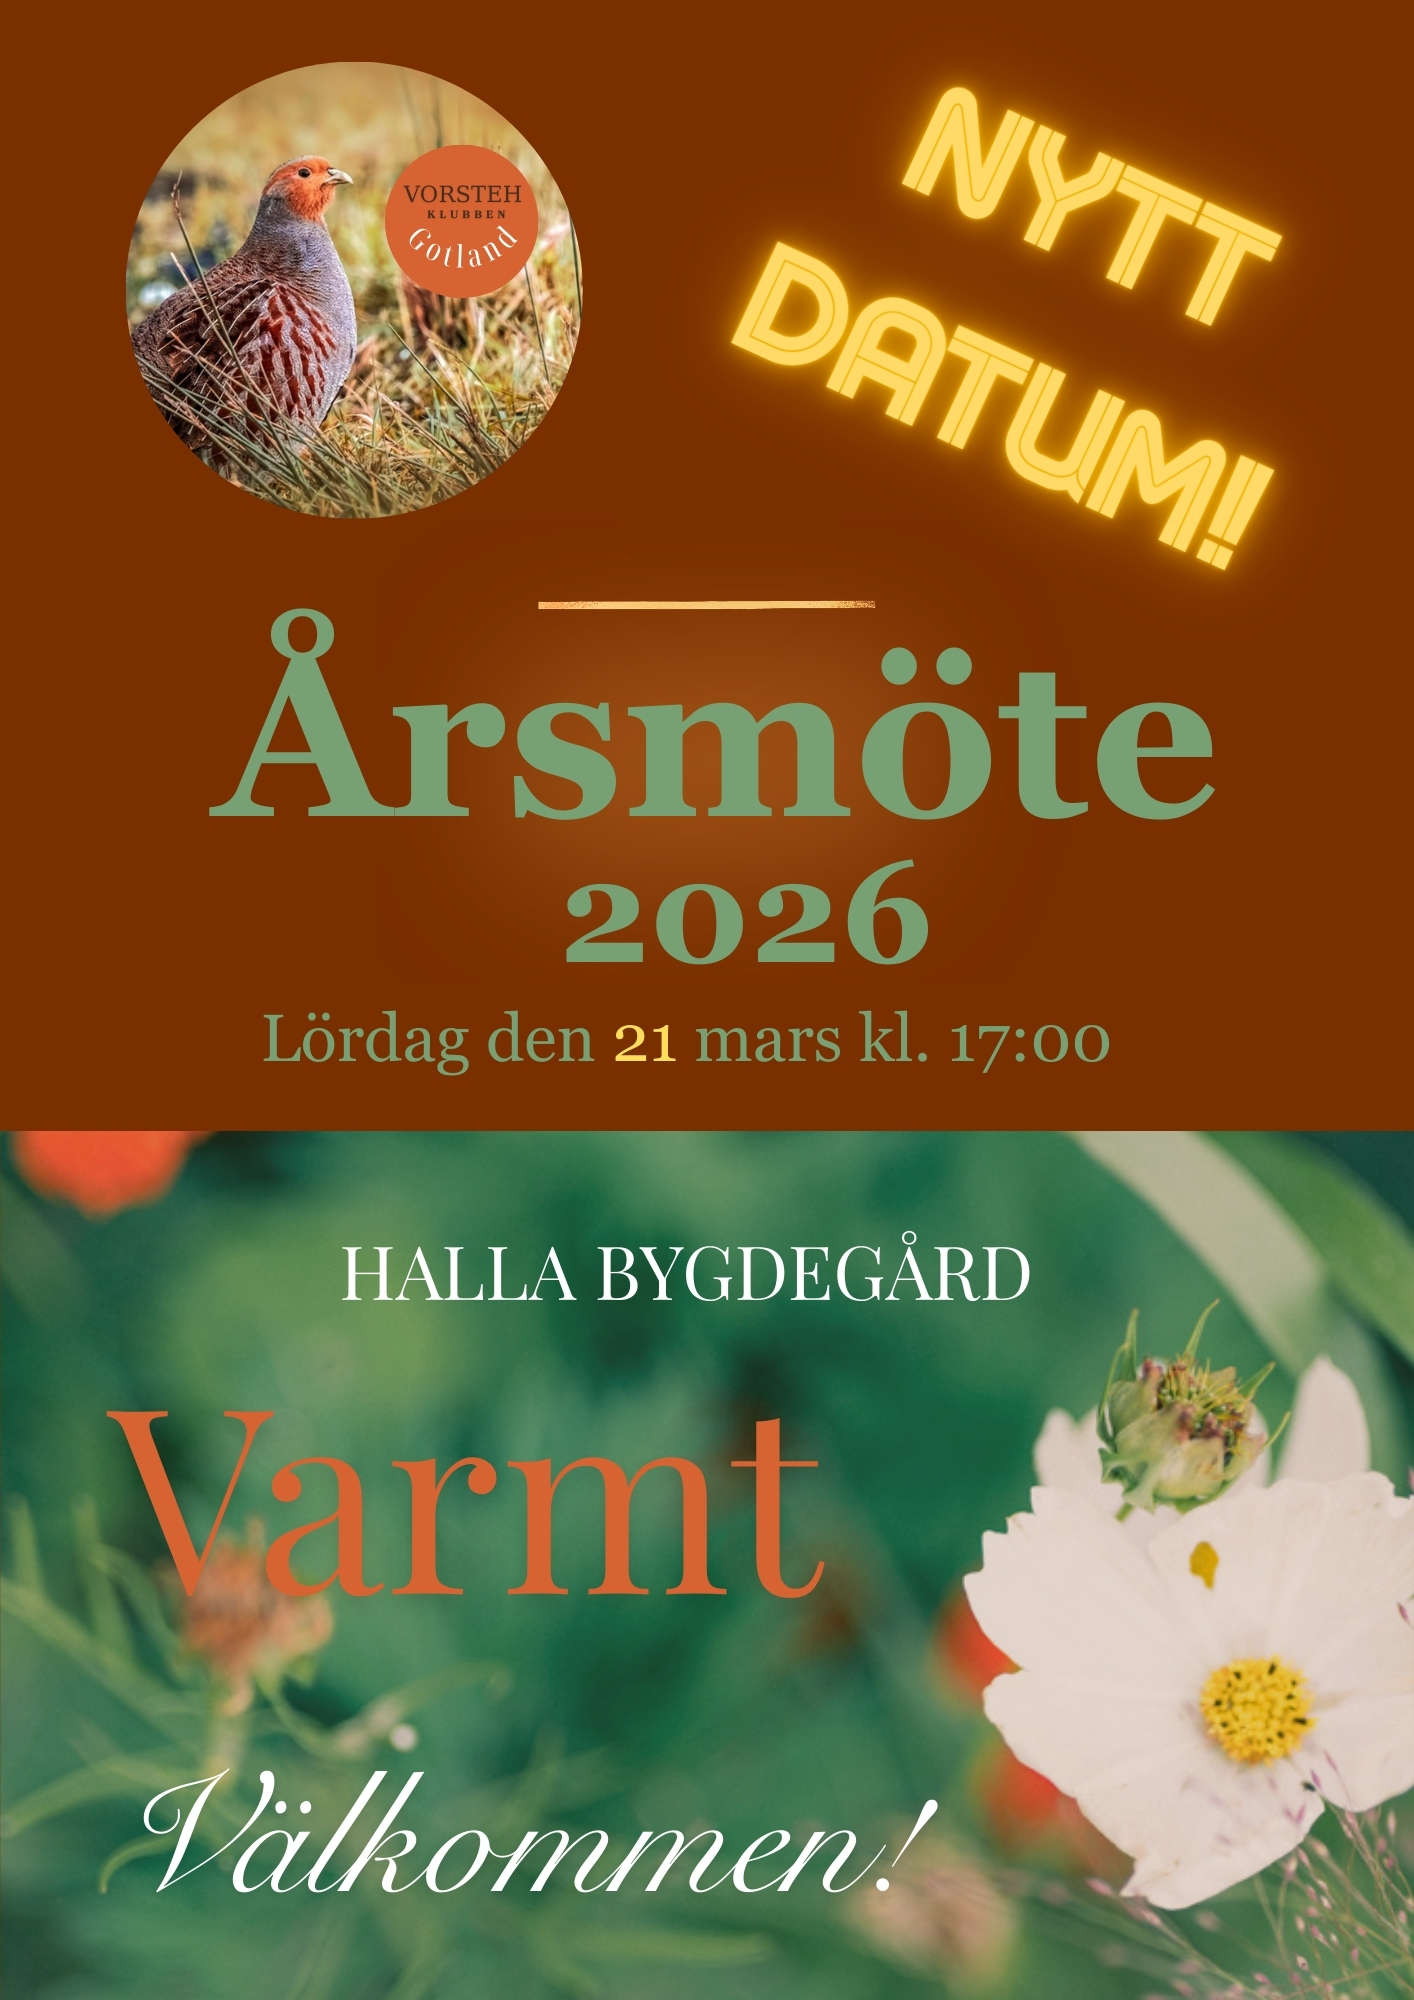 VORSTEH
KLUBBEN
Gotland
NYTT
DATUM!
Årsmöte
2026
Lördag den 21 mars kl. 17:00
HALLA BYGDEGÅRD
Varmt
Välkommen!